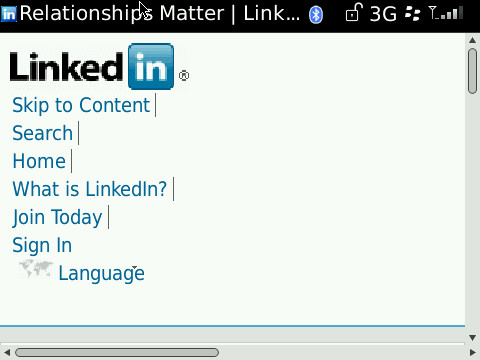 in Relationships Matter | Link... 3G
Linked in ®
Skip to Content
Search
Home
What is LinkedIn?
Join Today
Sign In
Language